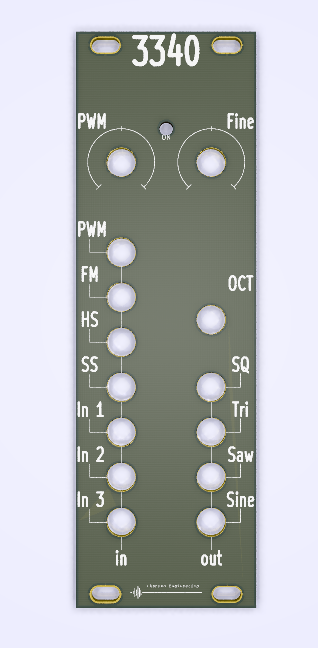 3340
PWM
Fine
ON
PWM
FM
OCT
HS
SS
SQ
In 1
Tri
In 2
Saw
In 3
Sine
in
out